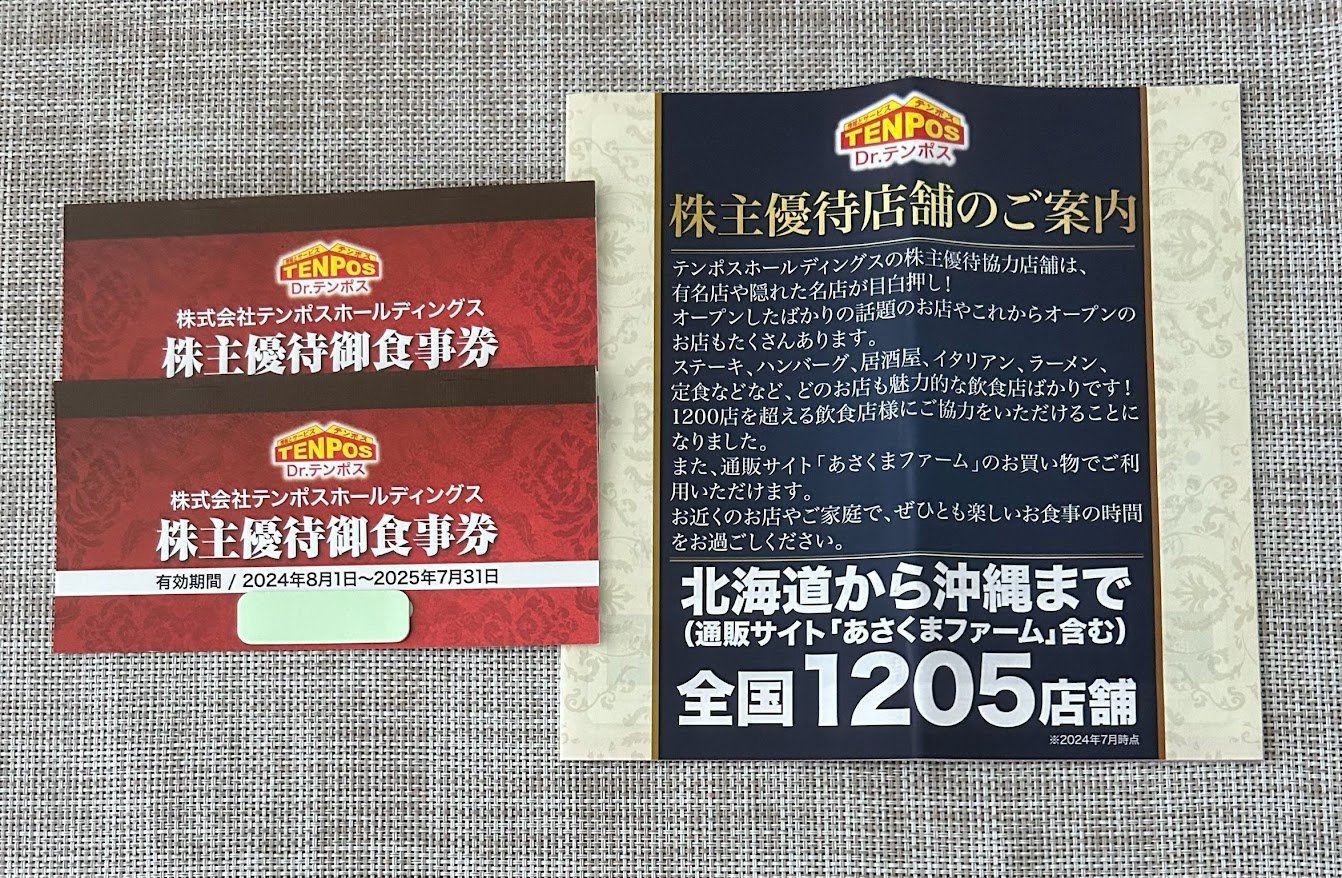 テンポス
TENPOS
Dr.テンポス
株式会社テンポスホールディングス
株主優待御食事券
テンポス
TENPOS
Dr.テンポス
株式会社テンポスホールディングス
株主優待御食事券
有効期間 / 2024年8月1日～2025年7月31日
テンポス
TENPOS
Dr.テンポス
株主優待店舗のご案内
テンポスホールディングスの株主優待協力店舗は、
有名店や隠れた名店が目白押し！
オープンしたばかりの話題のお店やこれからオープンの
お店もたくさんあります。
ステーキ、ハンバーグ、居酒屋、イタリアン、ラーメン、
定食などなど、どのお店も魅力的な飲食店ばかりです！
1200店を超える飲食店様にご協力をいただけることに
なりました。
また、通販サイト「あさくまファーム」のお買い物でご利
用いただけます。
お近くのお店やご家庭で、ぜひとも楽しいお食事の時間
をお過ごしください。
北海道から沖縄まで
（通販サイト「あさくまファーム」含む）
全国1205店舗
※2024年7月時点